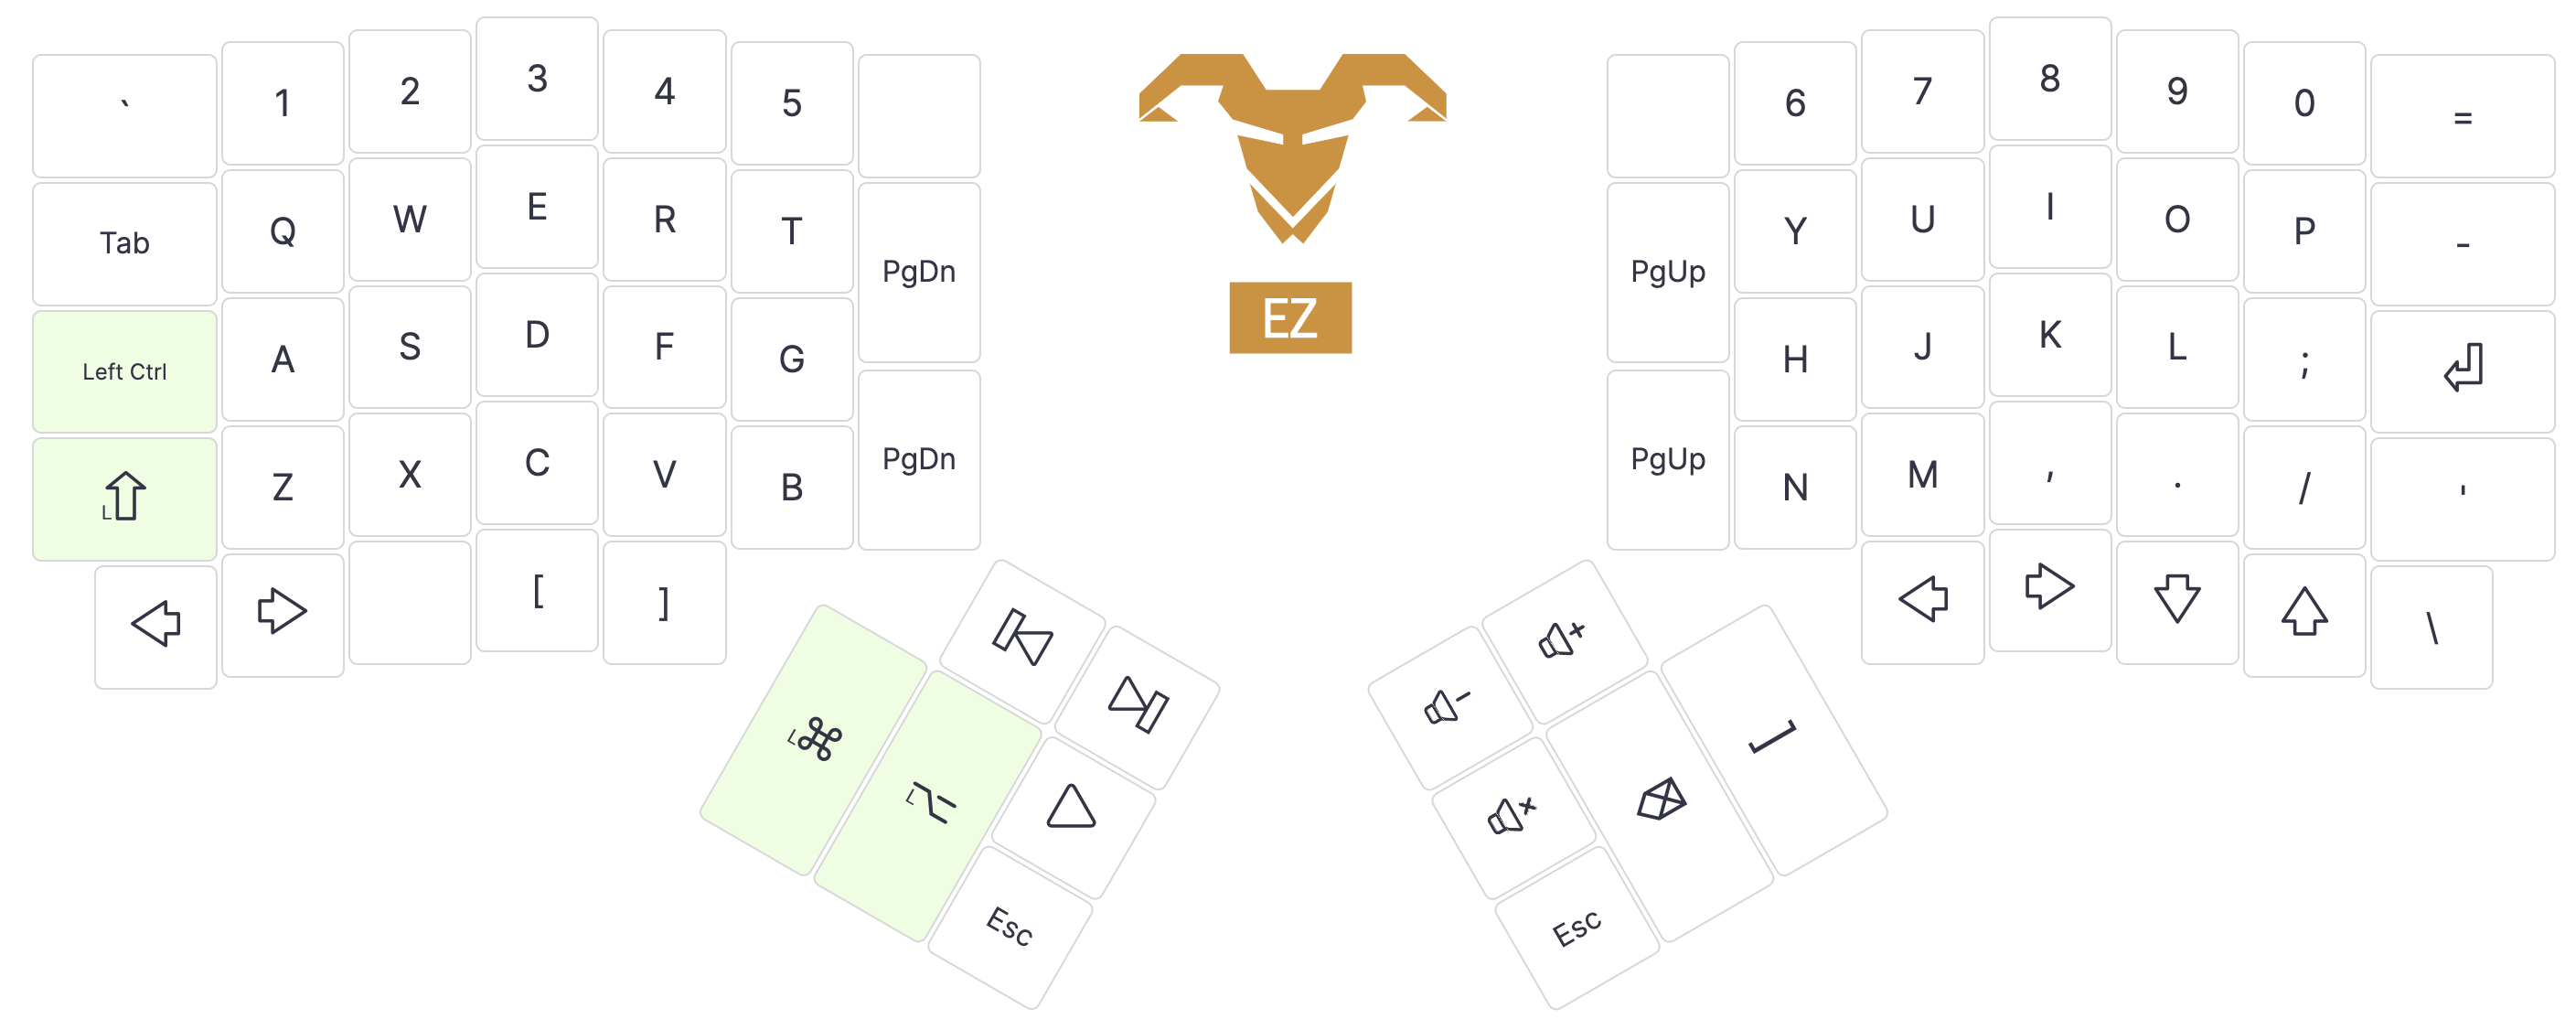 ` 1 2 3 4 5
6 7 8 9 0 =
Tab Q W E R T PgDn
PgUp Y U I O P -
Left Ctrl A S D F G
H J K L ;
L Z X C V B PgDn
PgUp N M , . / '
[ ]
\
L
L
Esc
Esc
EZ